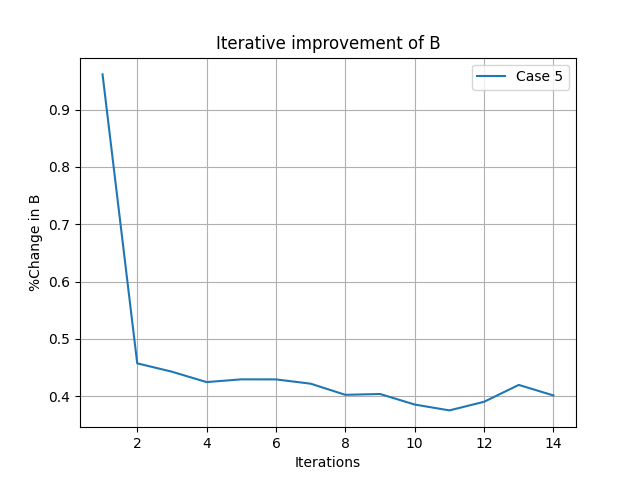 Iterative improvement of B
Case 5
%Change in B
0.9
0.8
0.7
0.6
0.5
0.4
2 4 6 8 10 12 14
Iterations